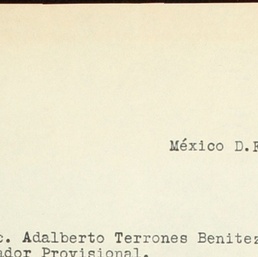 México D.F
c. Adalberto Terrones Benitez
ador Provisional.